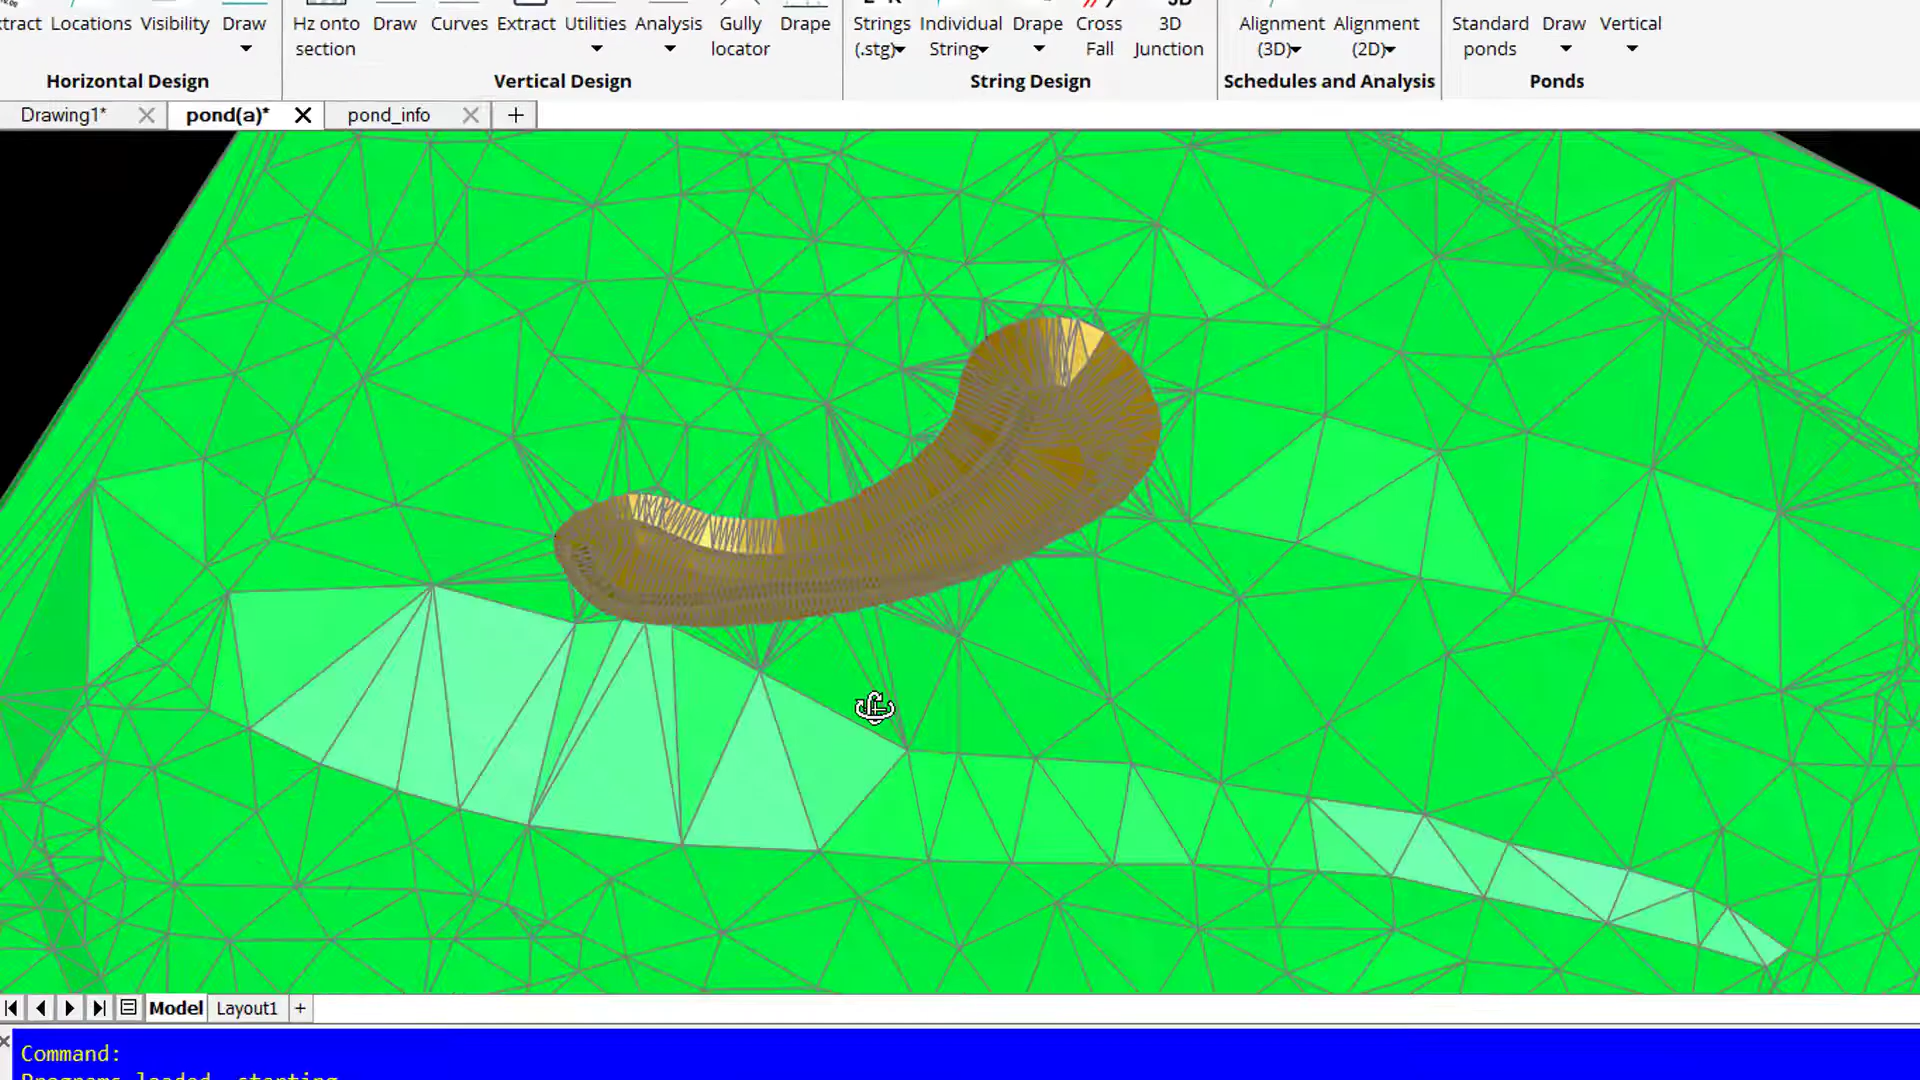 tract Locations Visibility Draw Hz onto section Draw Curves Extract Utilities Analysis Gully locator Drape Strings (.stg) Individual String Drape Cross Fall 3D Junction Alignment (3D) Alignment (2D) Standard ponds Draw Vertical
Horizontal Design Vertical Design String Design Schedules and Analysis Ponds
Drawing1* pond(a)* pond_info
Model Layout1 +
Command:
Programs loaded, starting